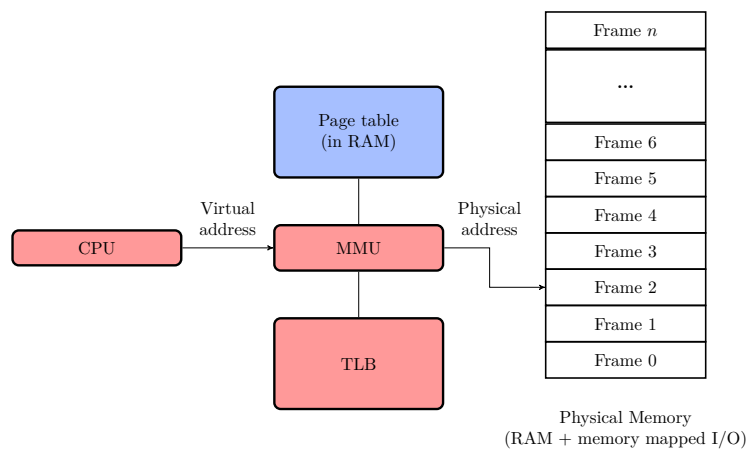 Frame n
...
Page table
(in RAM)
Frame 6
Frame 5
Virtual
address
Physical
address
Frame 4
CPU
MMU
Frame 3
Frame 2
Frame 1
TLB
Frame 0
Physical Memory
(RAM + memory mapped I/O)